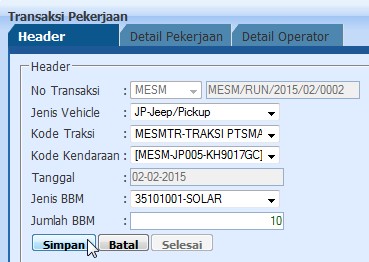 Transaksi Pekerjaan
Header Detail Pekerjaan Detail Operator
Header
No Transaksi : MESM MESM/RUN/2015/02/0002
Jenis Vehicle : JP-Jeep/Pickup
Kode Traksi : MESMTR-TRAKSI PTSMA
Kode Kendaraan : [MESM-JP005-KH9017GC]
Tanggal : 02-02-2015
Jenis BBM : 35101001-SOLAR
Jumlah BBM : 10
Simpan Batal Selesai